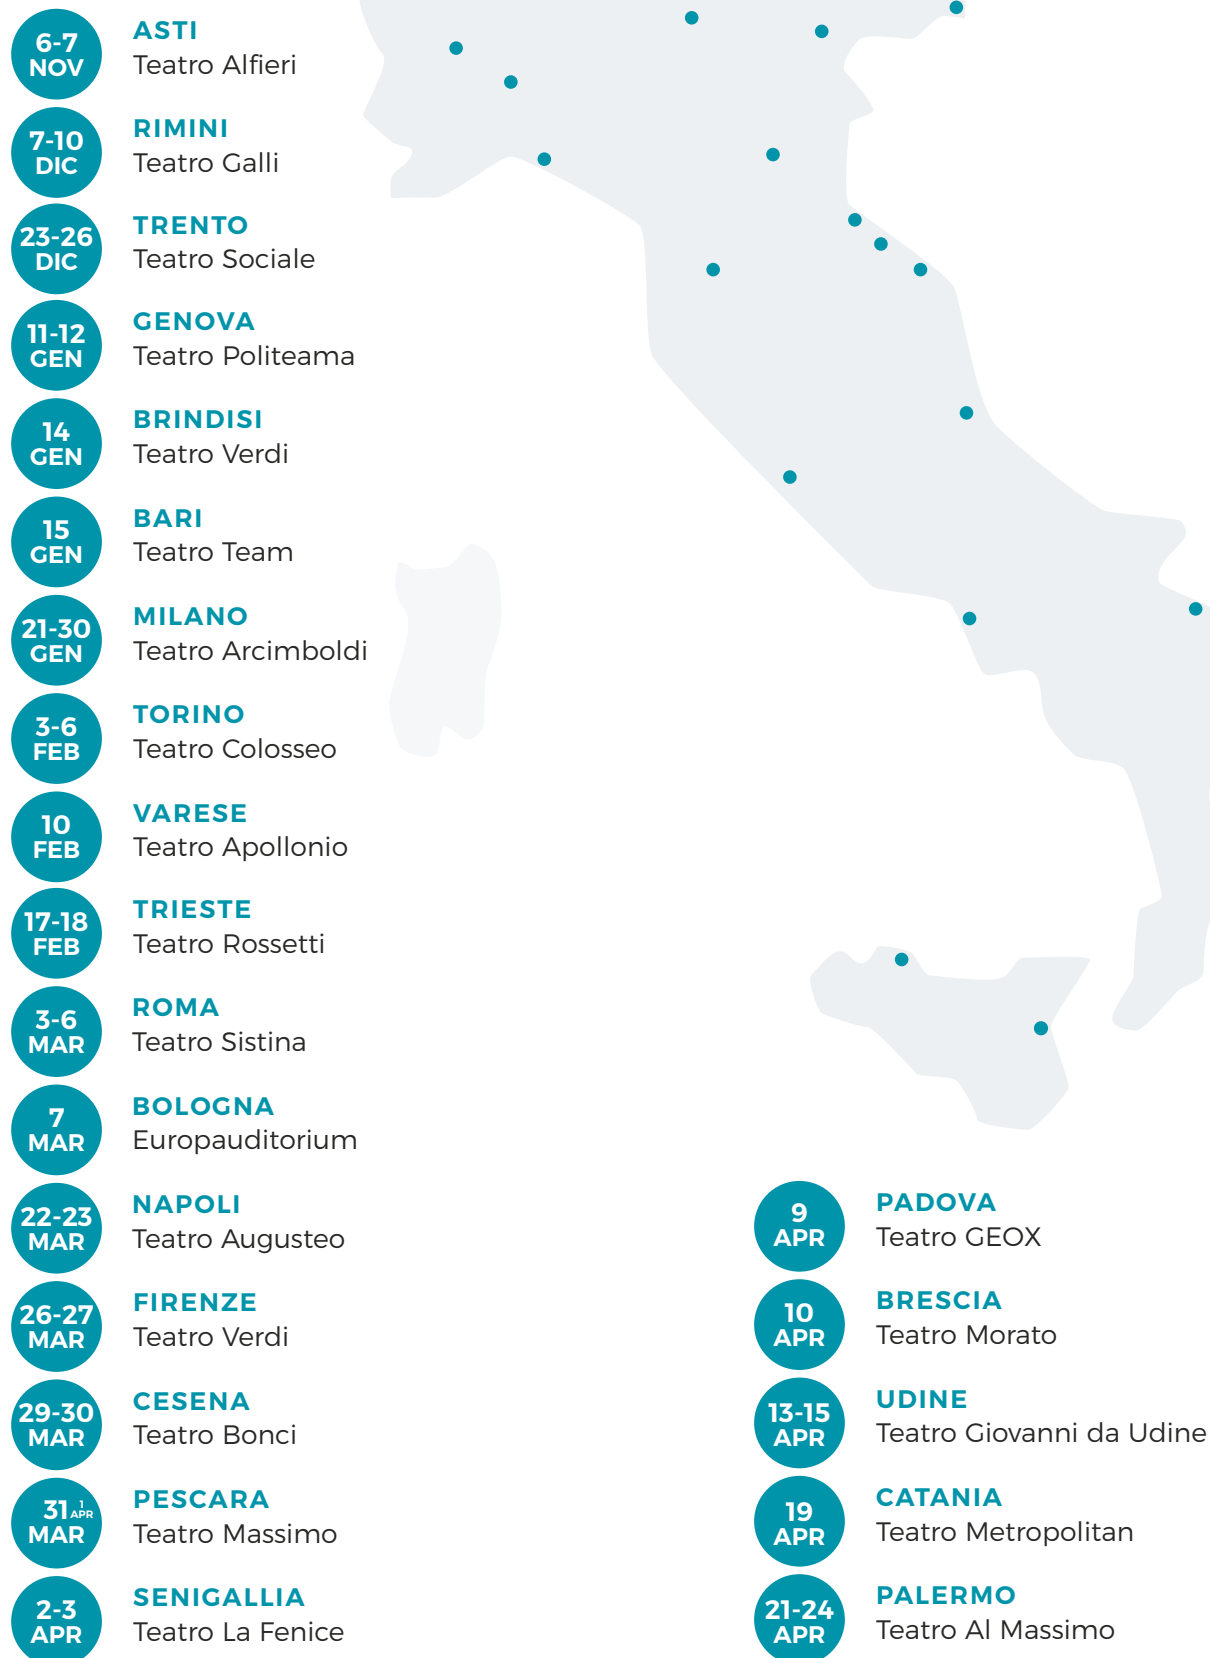 6-7
NOV
ASTI
Teatro Alfieri
7-10
DIC
RIMINI
Teatro Galli
23-26
DIC
TRENTO
Teatro Sociale
11-12
GEN
GENOVA
Teatro Politeama
14
GEN
BRINDISI
Teatro Verdi
15
GEN
BARI
Teatro Team
21-30
GEN
MILANO
Teatro Arcimboldi
3-6
FEB
TORINO
Teatro Colosseo
10
FEB
VARESE
Teatro Apollonio
17-18
FEB
TRIESTE
Teatro Rossetti
3-6
MAR
ROMA
Teatro Sistina
7
MAR
BOLOGNA
Europauditorium
22-23
MAR
NAPOLI
Teatro Augusteo
26-27
MAR
FIRENZE
Teatro Verdi
29-30
MAR
CESENA
Teatro Bonci
31 1 APR
MAR
PESCARA
Teatro Massimo
2-3
APR
SENIGALLIA
Teatro La Fenice
9
APR
PADOVA
Teatro GEOX
10
APR
BRESCIA
Teatro Morato
13-15
APR
UDINE
Teatro Giovanni da Udine
19
APR
CATANIA
Teatro Metropolitan
21-24
APR
PALERMO
Teatro Al Massimo